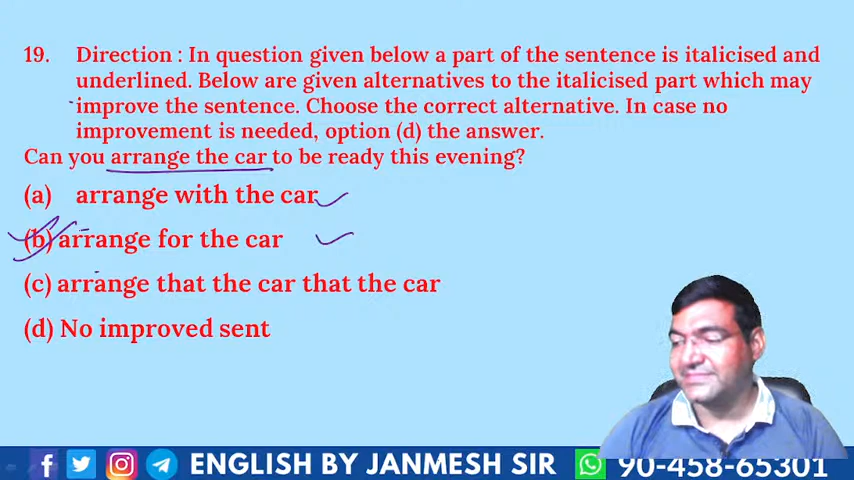 19. Direction : In question given below a part of the sentence is italicised and
underlined. Below are given alternatives to the italicised part which may
improve the sentence. Choose the correct alternative. In case no
improvement is needed, option (d) the answer.
Can you arrange the car to be ready this evening?
(a) arrange with the car
(b) arrange for the car
(c) arrange that the car that the car
(d) No improved sent
ENGLISH BY JANMESH SIR 90-458-65301